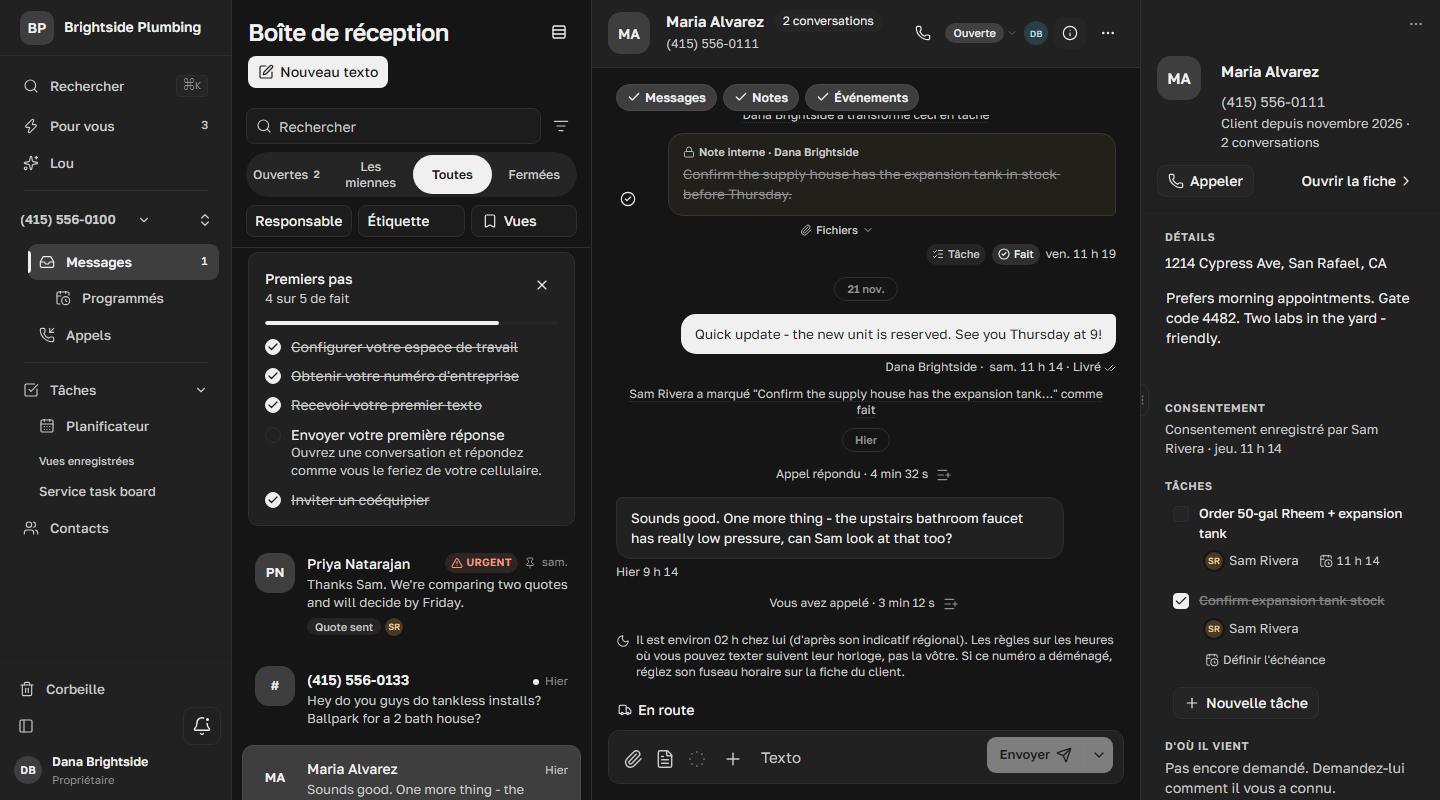 BP Brightside Plumbing
Rechercher ⌘K
Pour vous 3
Lou
(415) 556-0100
Messages 1
Programmés
Appels
Tâches
Planificateur
Vues enregistrées
Service task board
Contacts
Corbeille
DB Dana Brightside
Propriétaire
Boîte de réception
Nouveau texto
Rechercher
Ouvertes 2
Les miennes
Toutes
Fermées
Responsable
Étiquette
Vues
Premiers pas
4 sur 5 de fait
Configurer votre espace de travail
Obtenir votre numéro d'entreprise
Recevoir votre premier texto
Envoyer votre première réponse
Ouvrez une conversation et répondez
comme vous le feriez de votre cellulaire.
Inviter un coéquipier
PN Priya Natarajan URGENT sam.
Thanks Sam. We're comparing two quotes
and will decide by Friday.
Quote sent SR
# (415) 556-0133 Hier
Hey do you guys do tankless installs?
Ballpark for a 2 bath house?
MA Maria Alvarez Hier
Sounds good. One more thing - the
MA Maria Alvarez 2 conversations
(415) 556-0111
Ouverte DB
Messages Notes Événements
Dana Brightside a transformé ceci en tâche
Note interne · Dana Brightside
Confirm the supply house has the expansion tank in stock
before Thursday.
Fichiers
Tâche Fait ven. 11 h 19
21 nov.
Quick update - the new unit is reserved. See you Thursday at 9!
Dana Brightside · sam. 11 h 14 · Livré
Sam Rivera a marqué "Confirm the supply house has the expansion tank…" comme
fait
Hier
Appel répondu · 4 min 32 s
Sounds good. One more thing - the upstairs bathroom faucet
has really low pressure, can Sam look at that too?
Hier 9 h 14
Vous avez appelé · 3 min 12 s
Il est environ 02 h chez lui (d'après son indicatif régional). Les règles sur les heures
où vous pouvez texter suivent leur horloge, pas la vôtre. Si ce numéro a déménagé,
réglez son fuseau horaire sur la fiche du client.
En route
Texto
Envoyer
MA Maria Alvarez
(415) 556-0111
Client depuis novembre 2026 ·
2 conversations
Appeler
Ouvrir la fiche
DÉTAILS
1214 Cypress Ave, San Rafael, CA
Prefers morning appointments. Gate
code 4482. Two labs in the yard -
friendly.
CONSENTEMENT
Consentement enregistré par Sam
Rivera · jeu. 11 h 14
TÂCHES
Order 50-gal Rheem + expansion
tank
SR Sam Rivera 11 h 14
Confirm expansion tank stock
SR Sam Rivera
Définir l'échéance
Nouvelle tâche
D'OÙ IL VIENT
Pas encore demandé. Demandez-lui
comment il vous a connu.